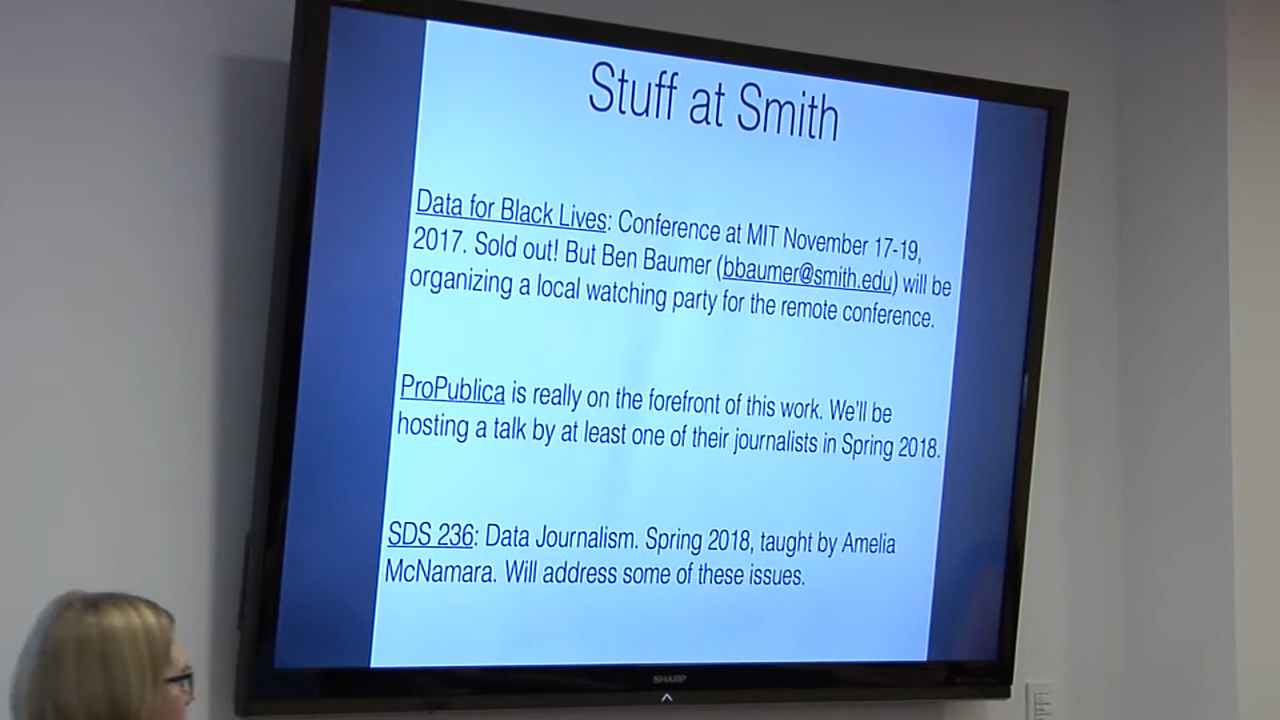 Stuff at Smith
Data for Black Lives: Conference at MIT November 17-19,
2017. Sold out! But Ben Baumer (bbaumer@smith.edu) will be
organizing a local watching party for the remote conference.
ProPublica is really on the forefront of this work. We'll be
hosting a talk by at least one of their journalists in Spring 2018.
SDS 236: Data Journalism. Spring 2018, taught by Amelia
McNamara. Will address some of these issues.
SHARP